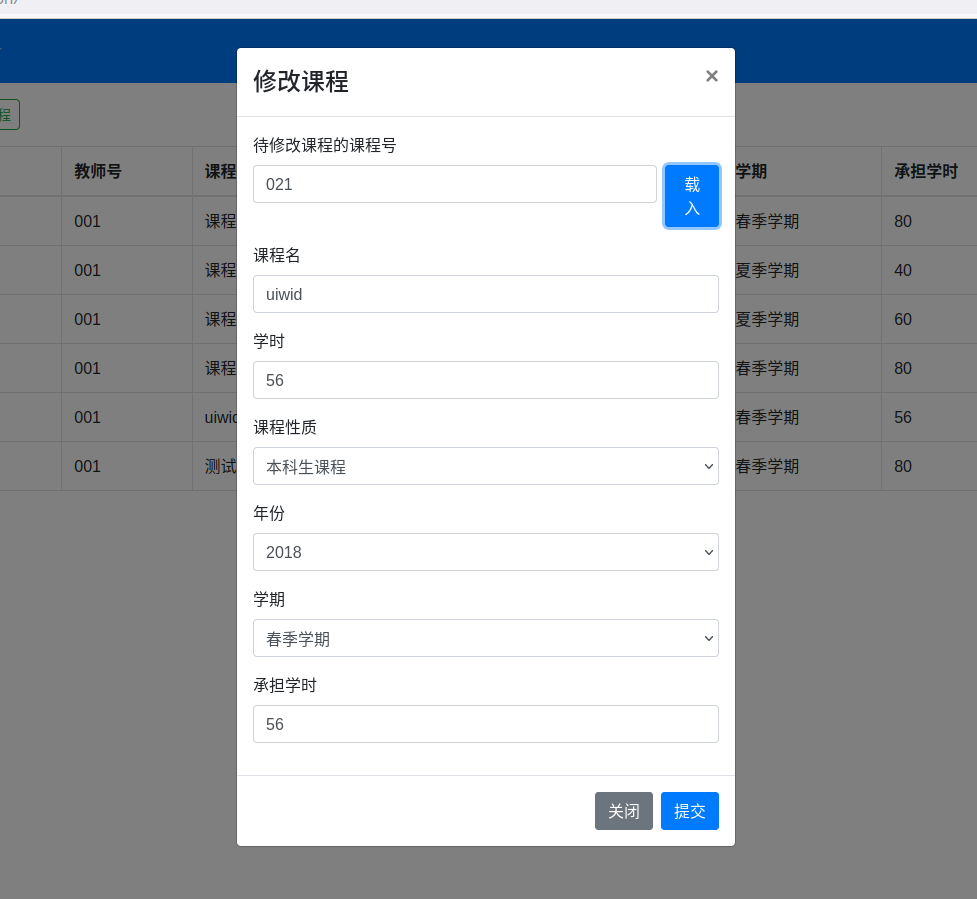 修改课程
×
待修改课程的课程号
021
载
入
课程名
uiwid
学时
56
课程性质
本科生课程
年份
2018
学期
春季学期
承担学时
56
关闭
提交
程
教师号 课程 学期 承担学时
001 课程 春季学期 80
001 课程 夏季学期 40
001 课程 夏季学期 60
001 课程 春季学期 80
001 uiwid 春季学期 56
001 测试 春季学期 80